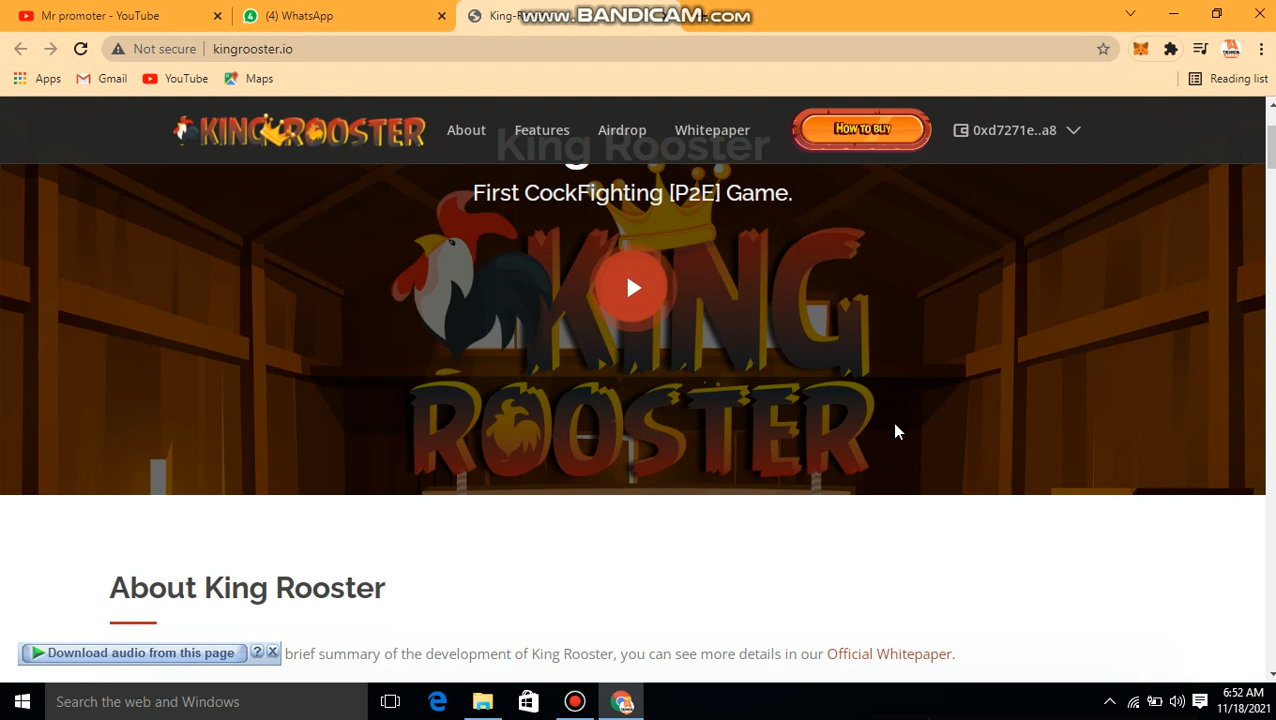 Mr promoter - YouTube
(4) WhatsApp
King-R
www.BANDICAM.com
Not secure
kingrooster.io
Apps
Gmail
YouTube
Maps
Reading list
KING ROOSTER
About
Features
Airdrop
Whitepaper
HOW TO BUY
0xd7271e..a8
King Rooster
First CockFighting [P2E] Game.
KING
ROOSTER
About King Rooster
Download audio from this page
?
brief summary of the development of King Rooster, you can see more details in our Official Whitepaper.
Search the web and Windows
6:52 AM
11/18/2021